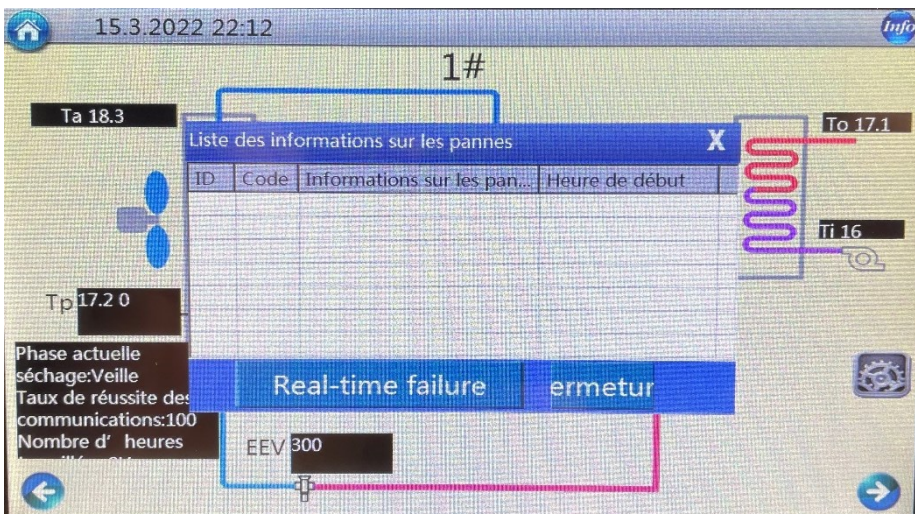 15.3.2022 22:12
Info
1#
Ta 18.3
To 17.1
Liste des informations sur les pannes
X
ID Code Informations sur les pan... Heure de début
Ti 16
Tp 17.2 0
Phase actuelle
séchage:Veille
Taux de réussite des
communications:100
Nombre d' heures
Real-time failure
ermetur
EEV 300